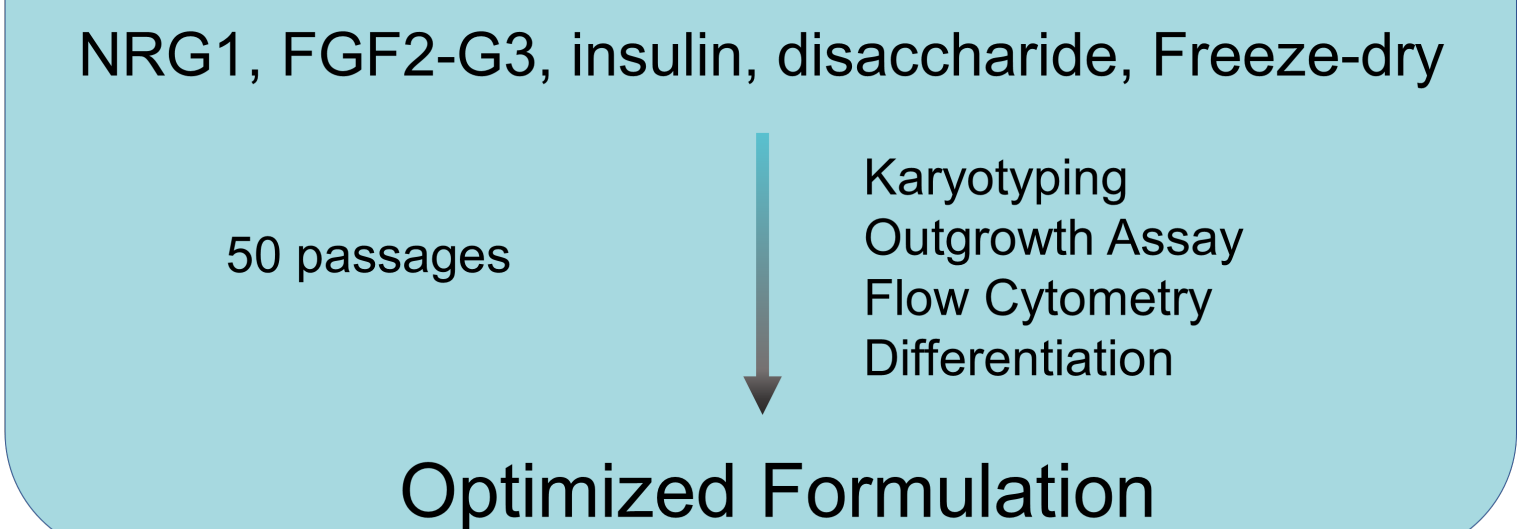 NRG1, FGF2-G3, insulin, disaccharide, Freeze-dry
50 passages
Karyotyping
Outgrowth Assay
Flow Cytometry
Differentiation
Optimized Formulation